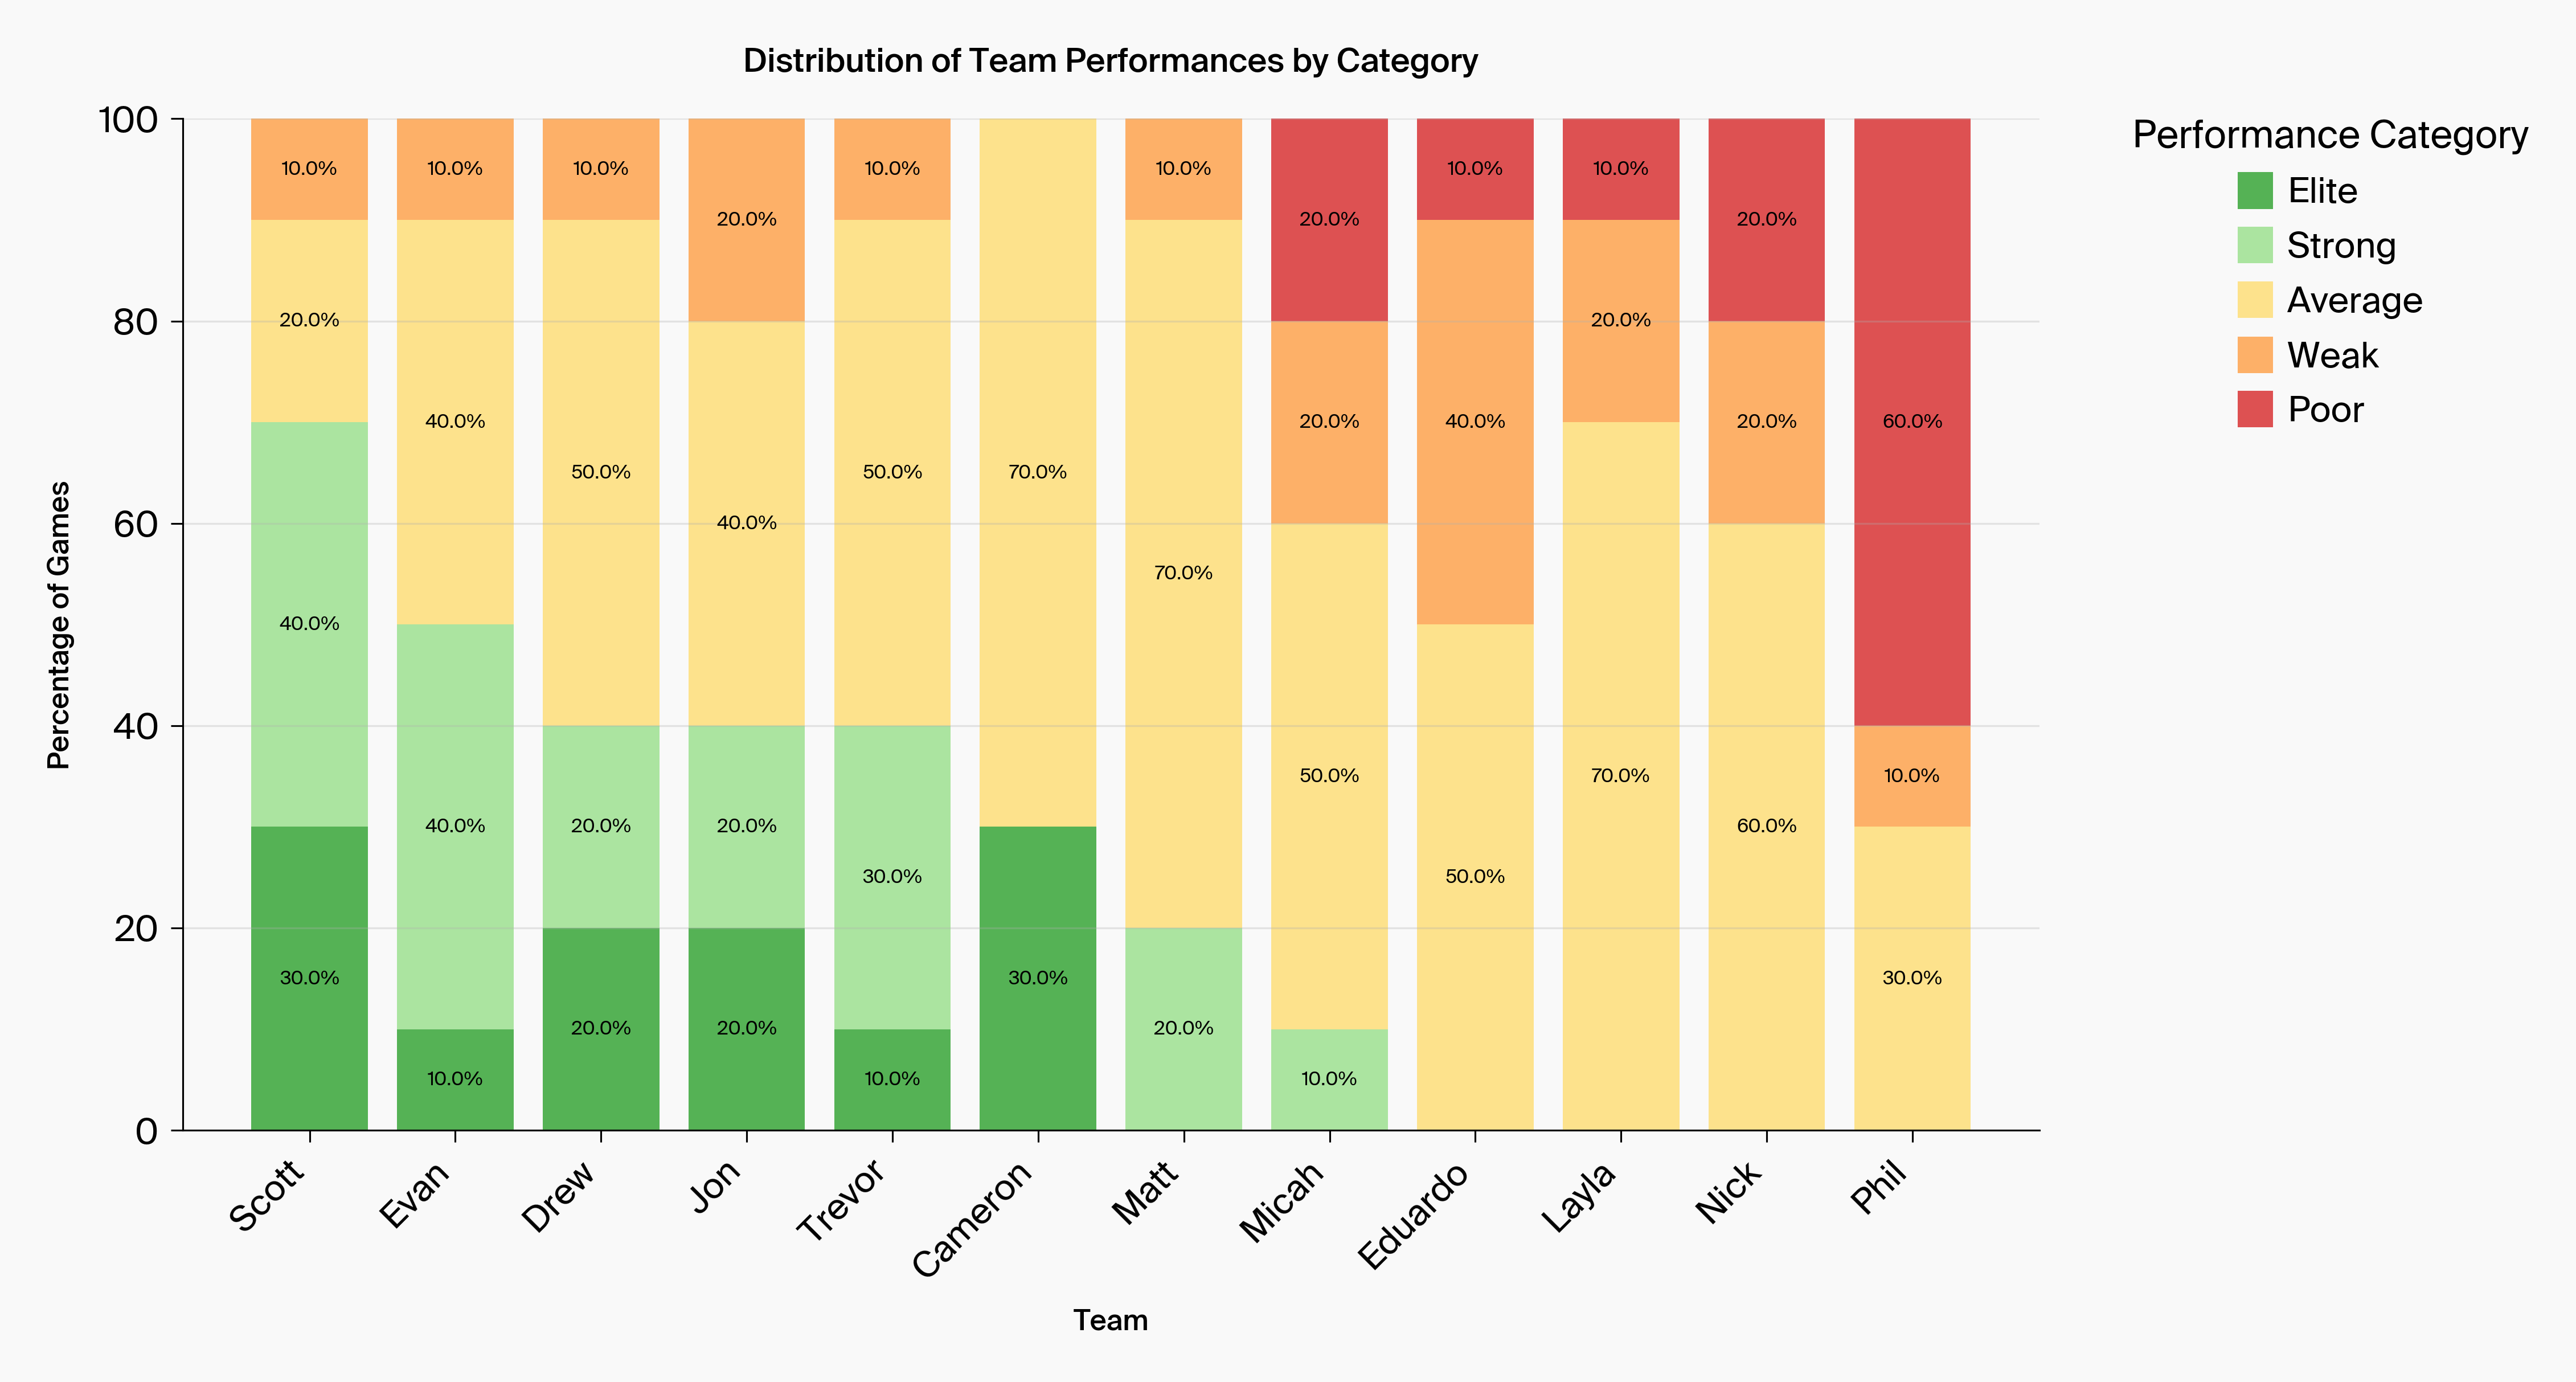 Distribution of Team Performances by Category
Percentage of Games
100
80
60
40
20
0
10.0% 10.0% 10.0% 10.0% 10.0% 10.0% 10.0%
20.0% 20.0% 20.0%
20.0% 20.0%
40.0% 20.0% 40.0% 20.0% 60.0%
50.0% 50.0% 70.0%
40.0%
70.0%
40.0%
50.0% 70.0% 10.0%
40.0% 20.0% 20.0% 60.0%
30.0% 50.0%
30.0% 30.0% 30.0%
20.0% 20.0% 20.0%
10.0% 10.0% 10.0%
Scott
Evan
Drew
Jon
Trevor
Cameron
Matt
Micah
Eduardo
Layla
Nick
Phil
Team
Performance Category
Elite
Strong
Average
Weak
Poor